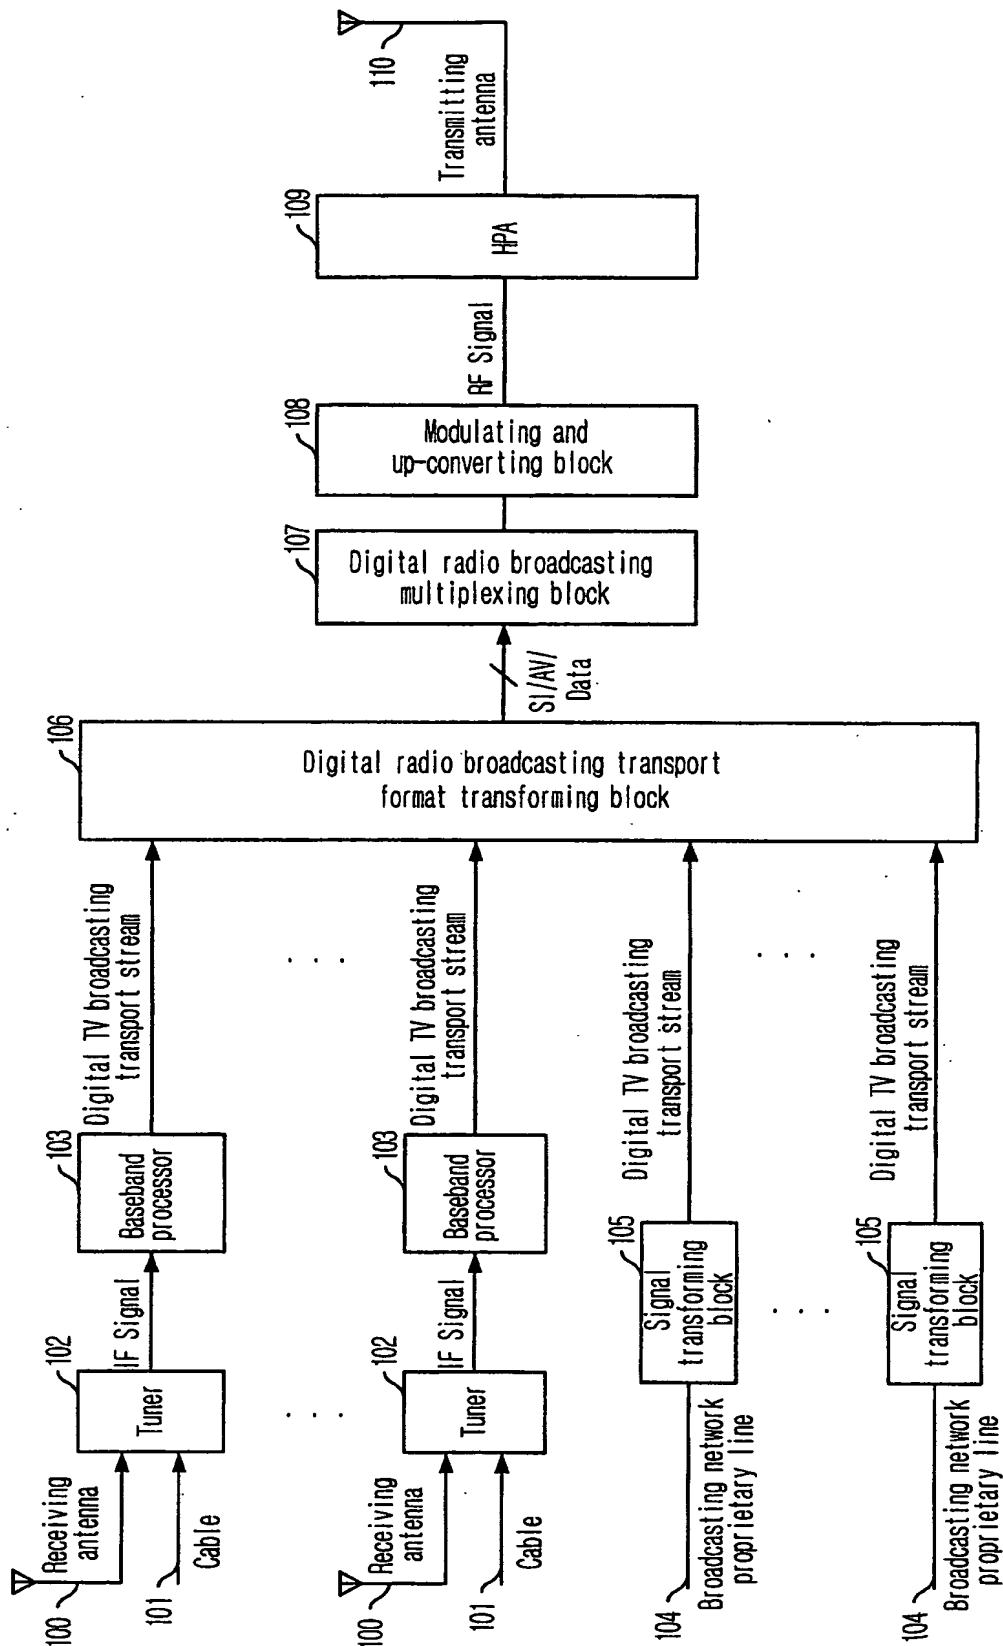 100
Receiving
antenna
101
Cable
102
Tuner
IF Signal
103
Baseband
processor
Digital TV broadcasting
transport stream
. . .
. . .
100
Receiving
antenna
101
Cable
102
Tuner
IF Signal
103
Baseband
processor
Digital TV broadcasting
transport stream
104
Broadcasting network
proprietary line
105
Signal
transforming
block
Digital TV broadcasting
transport stream
. . .
. . .
104
Broadcasting network
proprietary line
105
Signal
transforming
block
Digital TV broadcasting
transport stream
106
Digital radio broadcasting transport
format transforming block
SI/AV/
Data
107
Digital radio broadcasting
multiplexing block
108
Modulating and
up-converting block
RF Signal
109
HPA
Transmitting
antenna
110